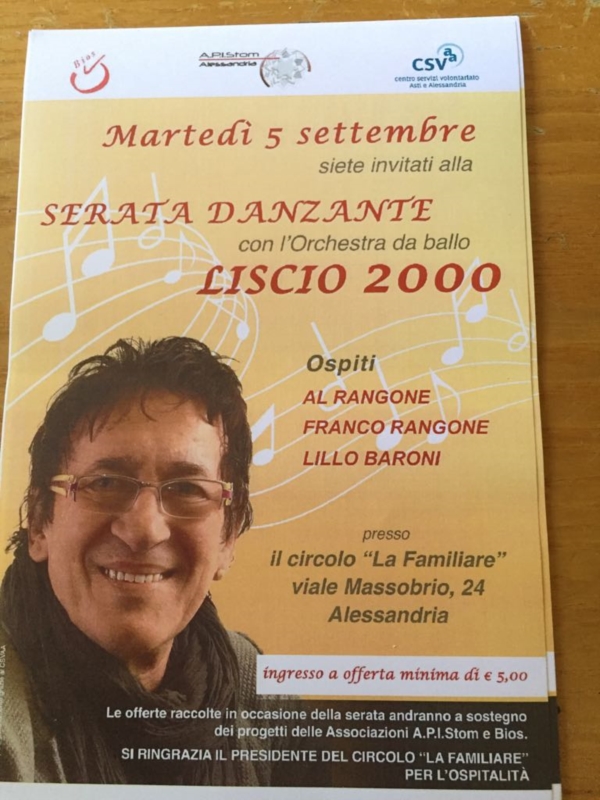 Bios
A.P.I.Stom
Alessandria
CSVaa
centro servizi volontariato
Asti e Alessandria
Martedì 5 settembre
siete invitati alla
SERATA DANZANTE
con l'Orchestra da ballo
LISCIO 2000
Ospiti
AL RANGONE
FRANCO RANGONE
LILLO BARONI
presso
il circolo “La Familiare”
viale Massobrio, 24
Alessandria
ingresso a offerta minima di € 5,00
Le offerte raccolte in occasione della serata andranno a sostegno
dei progetti delle Associazioni A.P.I.Stom e Bios.
SI RINGRAZIA IL PRESIDENTE DEL CIRCOLO “LA FAMILIARE”
PER L'OSPITALITÀ